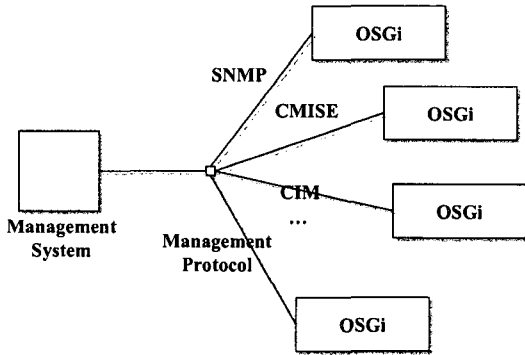 OSGi
SNMP
CMISE
OSGi
CIM
...
OSGi
Management
System
Management
Protocol
OSGi